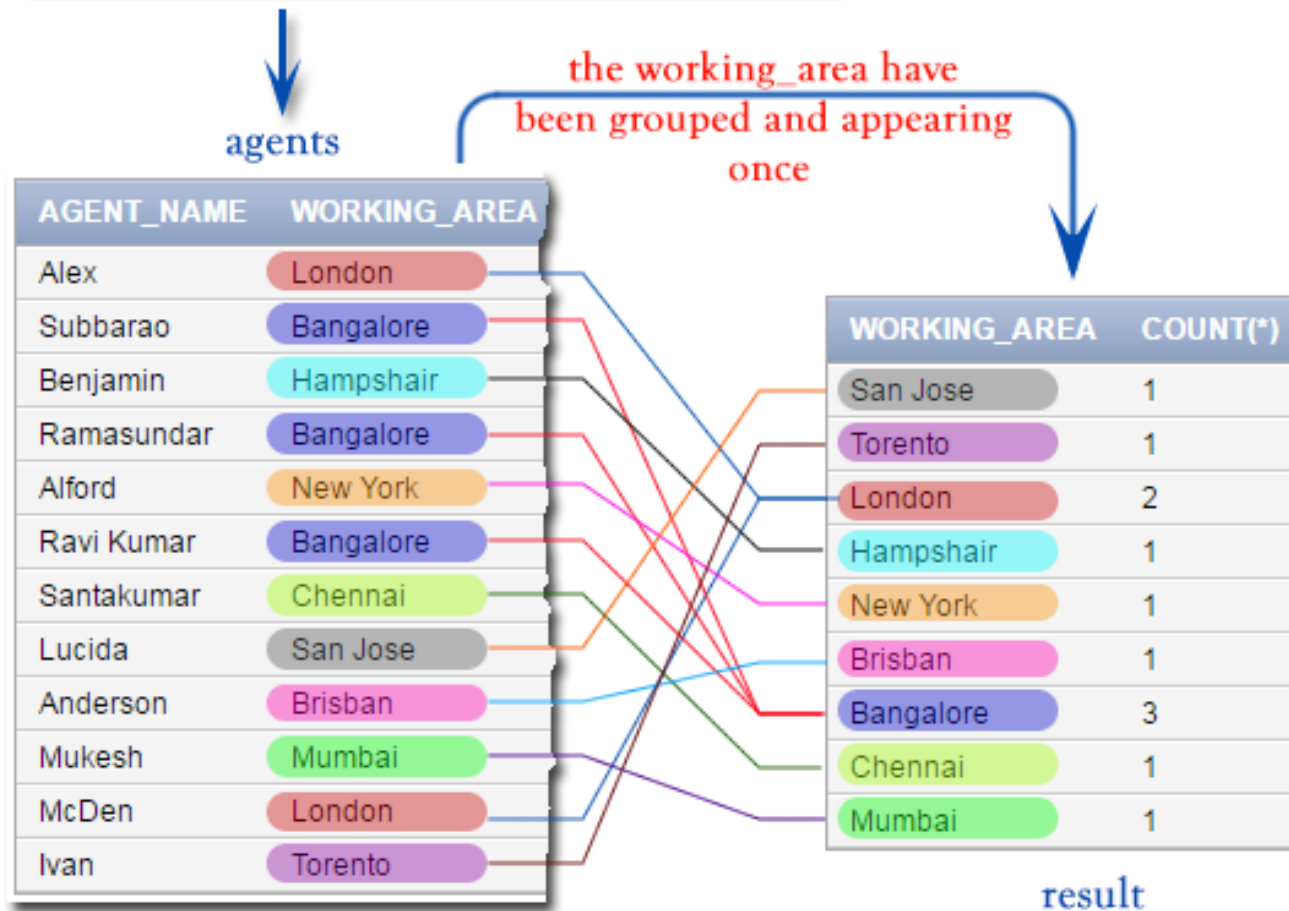 the working_area have
been grouped and appearing
once
agents
AGENT_NAME WORKING_AREA
Alex London
Subbarao Bangalore
Benjamin Hampshair
Ramasundar Bangalore
Alford New York
Ravi Kumar Bangalore
Santakumar Chennai
Lucida San Jose
Anderson Brisban
Mukesh Mumbai
McDen London
Ivan Torento
WORKING_AREA COUNT(*)
San Jose 1
Torento 1
London 2
Hampshair 1
New York 1
Brisban 1
Bangalore 3
Chennai 1
Mumbai 1
result